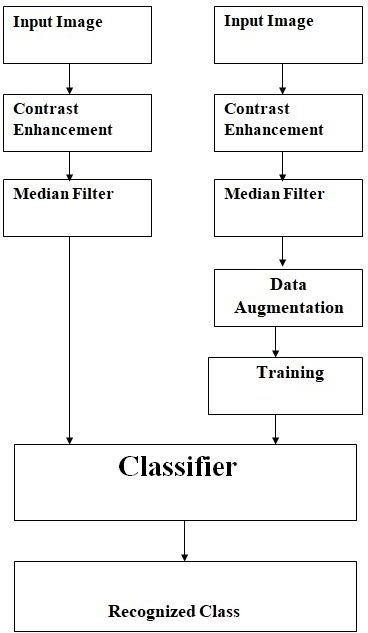 Input Image
Input Image
Contrast
Enhancement
Contrast
Enhancement
Median Filter
Median Filter
Data
Augmentation
Training
Classifier
Recognized Class